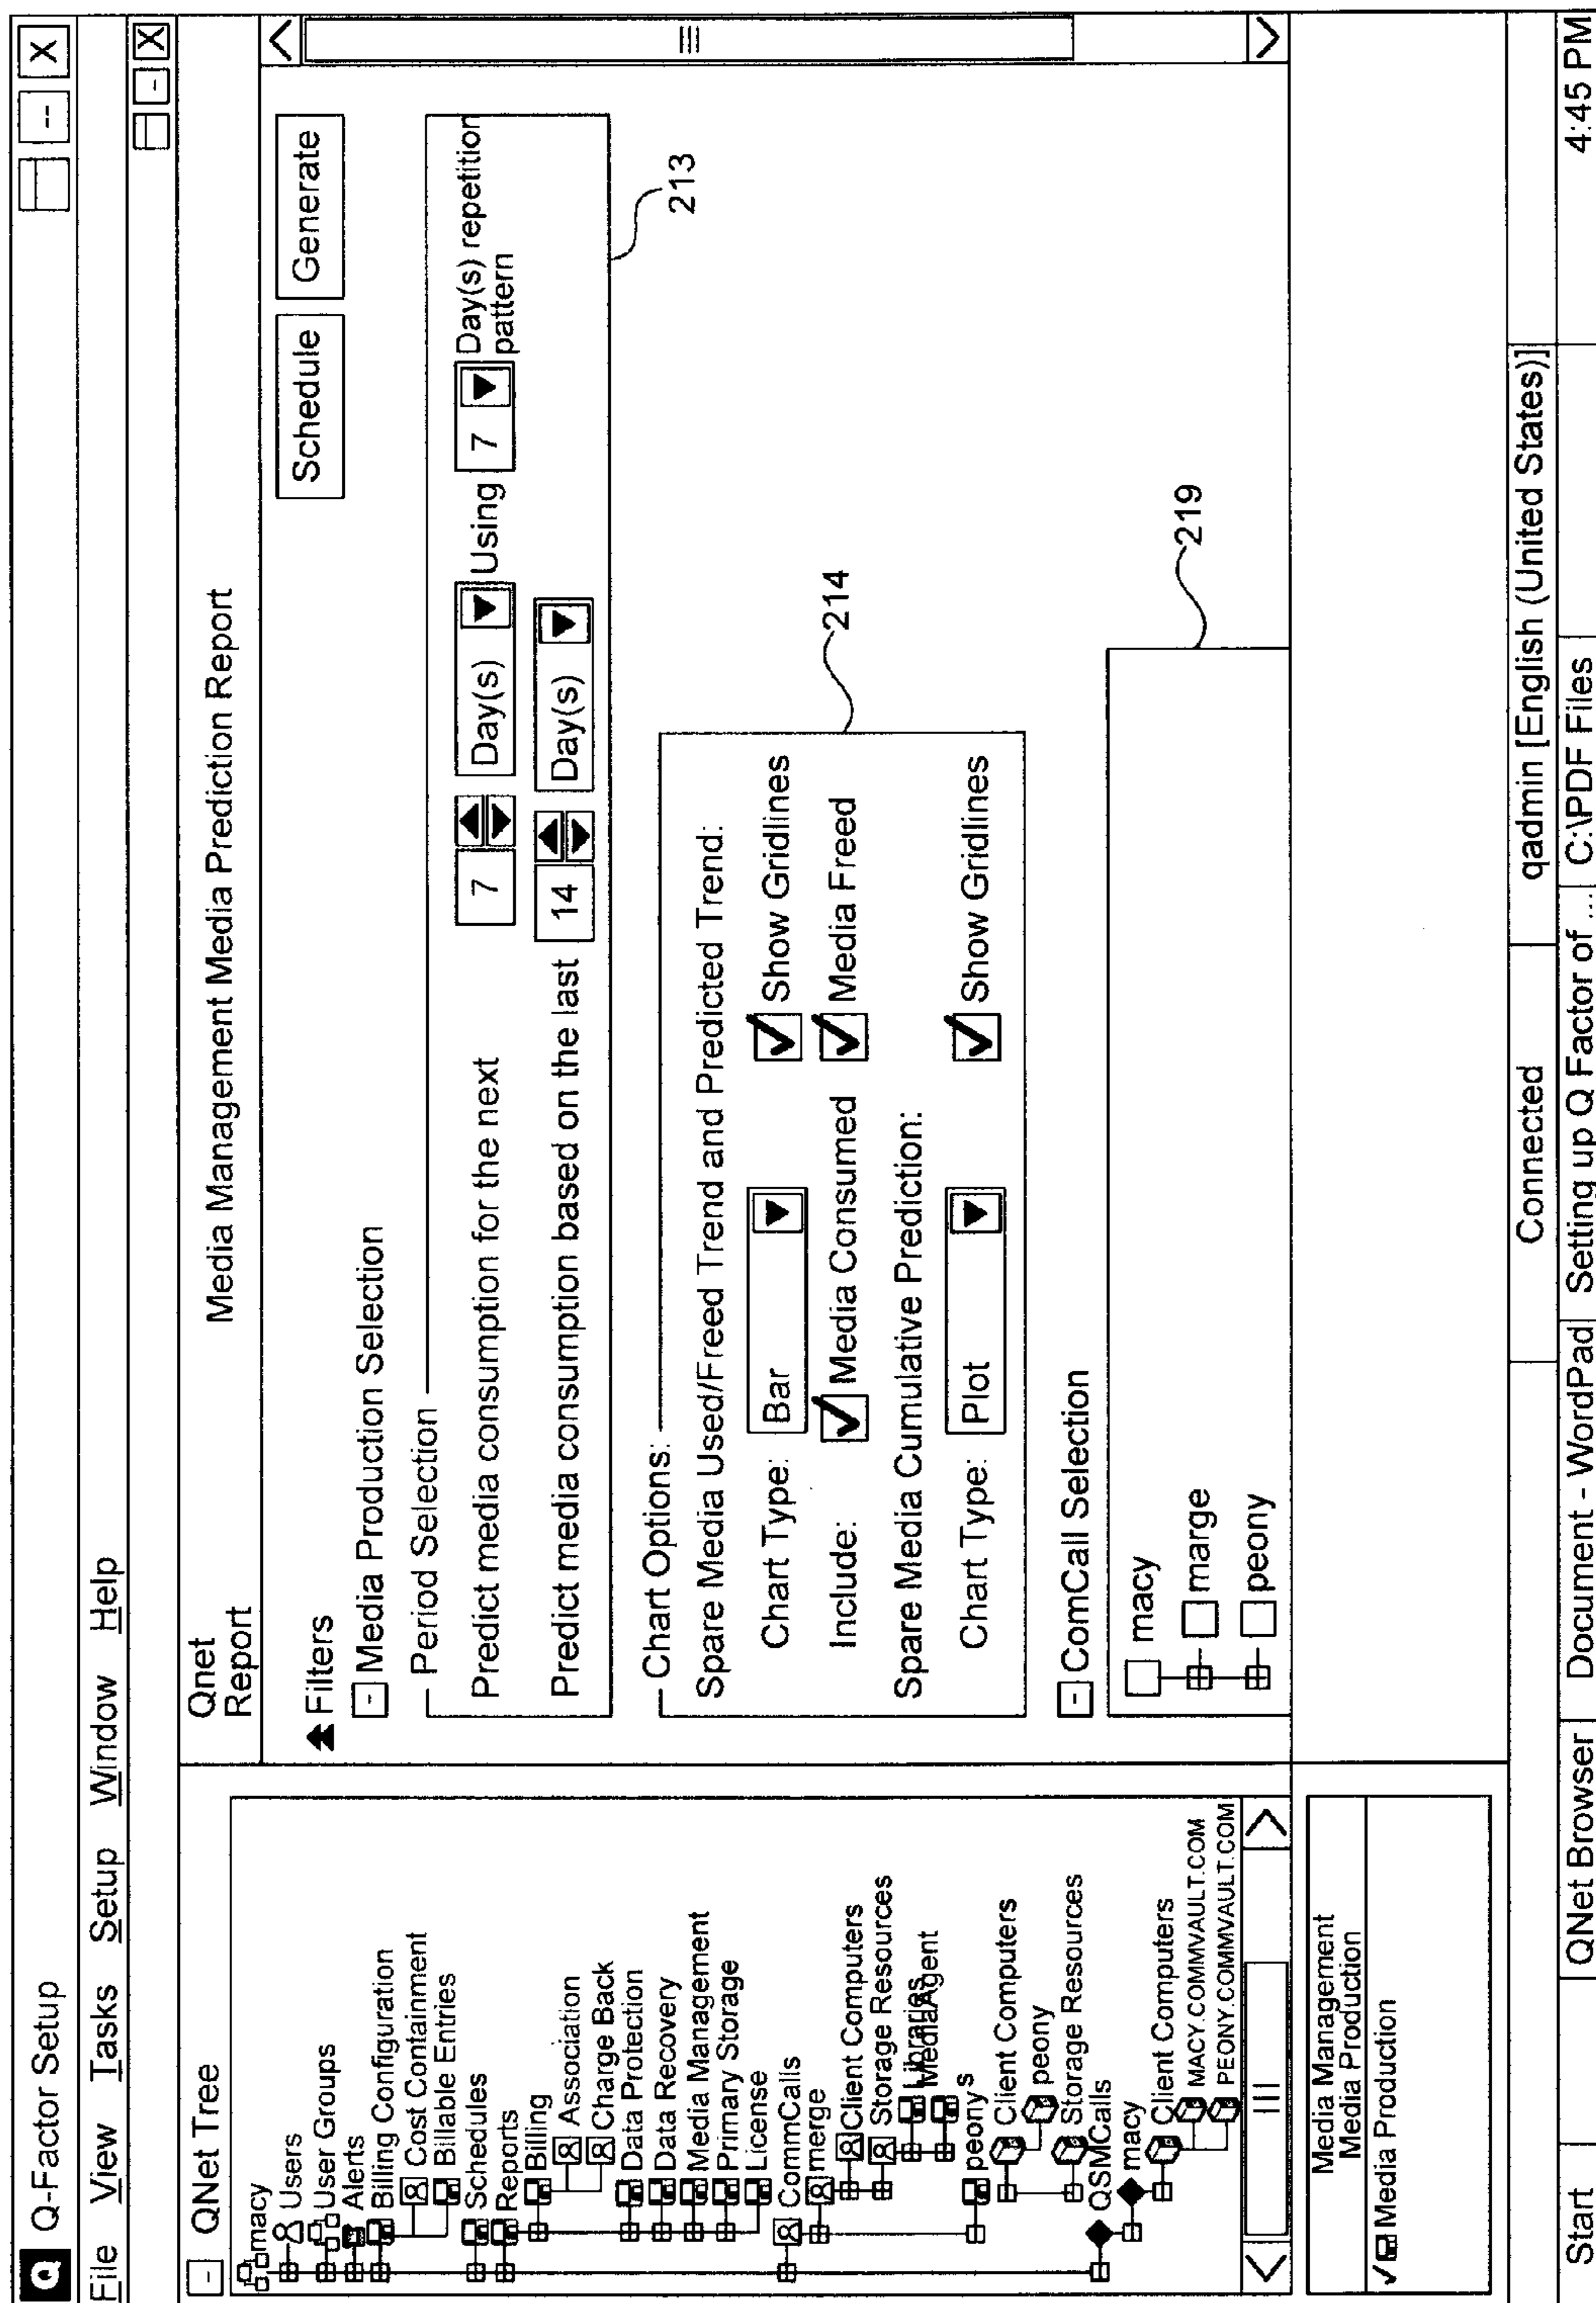 Q Q-Factor Setup
File View Tasks Setup Window Help
QNet Tree
macy
Users
User Groups
Alerts
Billing Configuration
Cost Containment
Billable Entries
Schedules
Reports
Billing
Association
Charge Back
Data Protection
Data Recovery
Media Management
Primary Storage
License
CommCalls
merge
Client Computers
Storage Resources
Libraries
MediaAgent
peony s
Client Computers
peony
Storage Resources
QSMCalls
macy
Client Computers
MACY.COMMVAULT.COM
PEONY.COMMVAULT.COM
Media Management
Media Production
Media Production
Qnet
Report
Media Management Media Prediction Report
Schedule Generate
Filters
Media Production Selection
Period Selection
Predict media consumption for the next 7 Day(s) Using 7 Day(s) repetition
pattern
Predict media consumption based on the last 14 Day(s)
213
Chart Options:
Spare Media Used/Freed Trend and Predicted Trend:
Chart Type: Bar Show Gridlines
Include: Media Consumed Media Freed
Spare Media Cumulative Prediction:
Chart Type: Plot Show Gridlines
214
ComCall Selection
macy
marge
peony
219
Connected qadmin [English (United States)]
Start QNet Browser Document - WordPad Setting up Q Factor of ... C:\PDF Files 4:45 PM